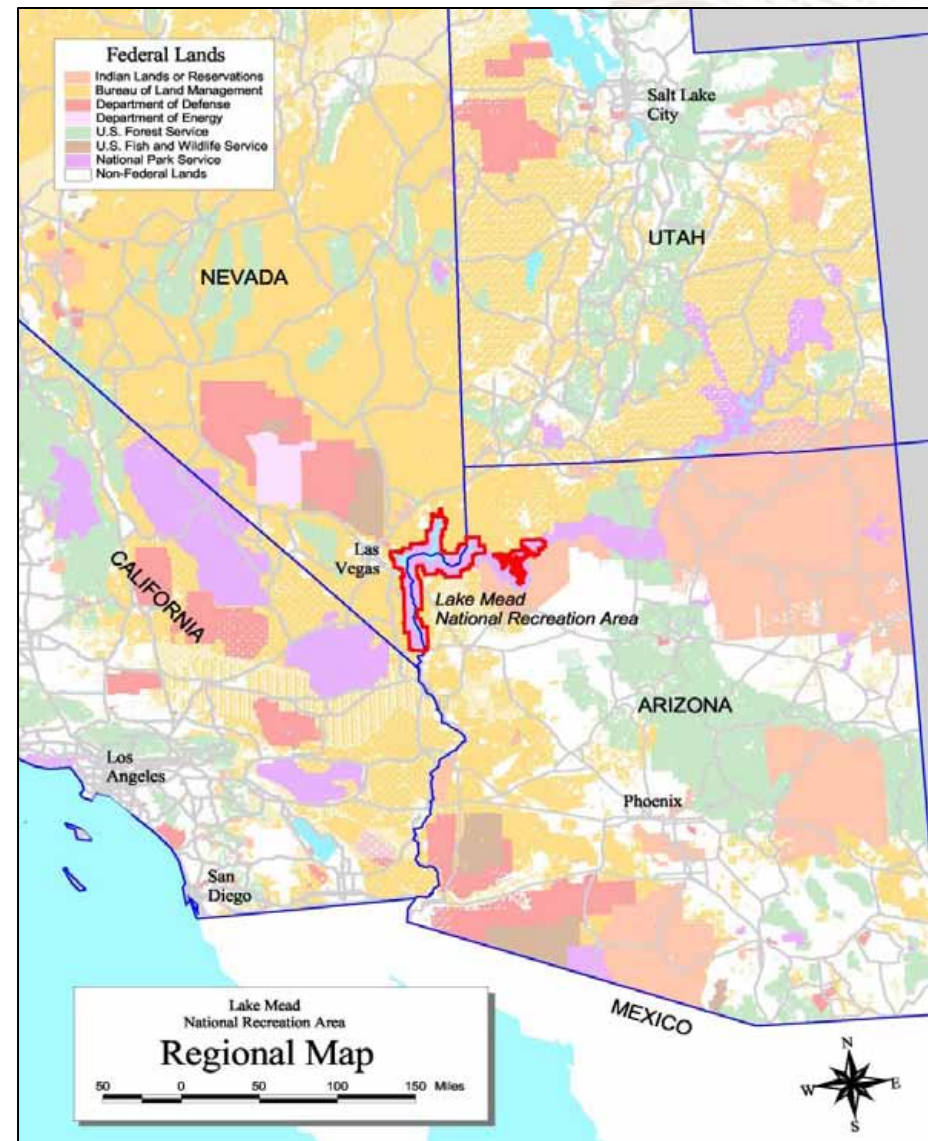 Federal Lands
Indian Lands or Reservations
Bureau of Land Management
Department of Defense
Department of Energy
U.S. Forest Service
U.S. Fish and Wildlife Service
National Park Service
Non-Federal Lands
Salt Lake
City
UTAH
NEVADA
Las
Vegas
CALIFORNIA
Lake Mead
National Recreation Area
ARIZONA
Los
Angeles
Phoenix
San
Diego
MEXICO
Lake Mead
National Recreation Area
Regional Map
50 0 50 100 150 Miles
N
W E
S